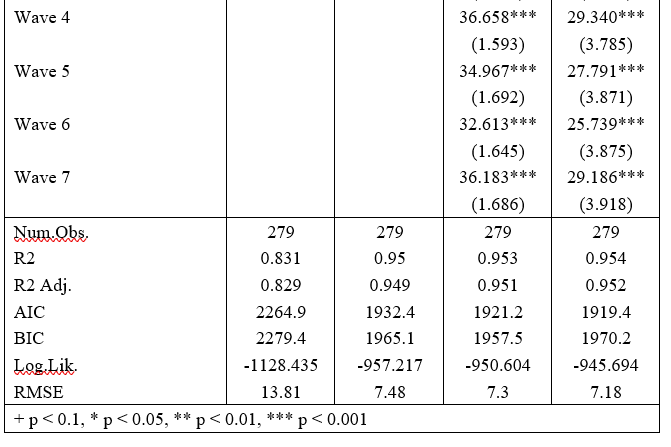 Wave 4 36.658*** 29.340***
(1.593) (3.785)
Wave 5 34.967*** 27.791***
(1.692) (3.871)
Wave 6 32.613*** 25.739***
(1.645) (3.875)
Wave 7 36.183*** 29.186***
(1.686) (3.918)
Num.Obs. 279 279 279 279
R2 0.831 0.95 0.953 0.954
R2 Adj. 0.829 0.949 0.951 0.952
AIC 2264.9 1932.4 1921.2 1919.4
BIC 2279.4 1965.1 1957.5 1970.2
Log.Lik. -1128.435 -957.217 -950.604 -945.694
RMSE 13.81 7.48 7.3 7.18
+ p < 0.1, * p < 0.05, ** p < 0.01, *** p < 0.001